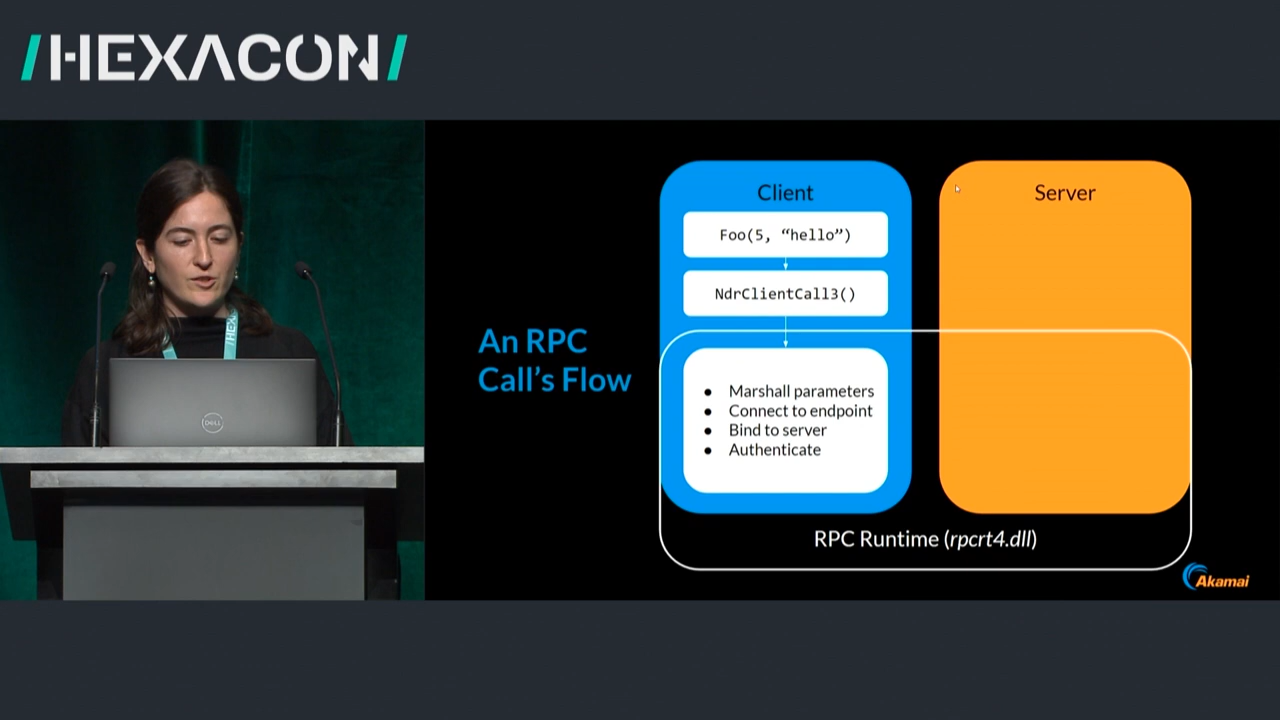 /HEXACON/
An RPC
Call's Flow
Client
Foo(5, “hello”)
NdrClientCall3()
● Marshall parameters
● Connect to endpoint
● Bind to server
● Authenticate
Server
RPC Runtime (rpcrt4.dll)
Akamai
/HEX
DELL